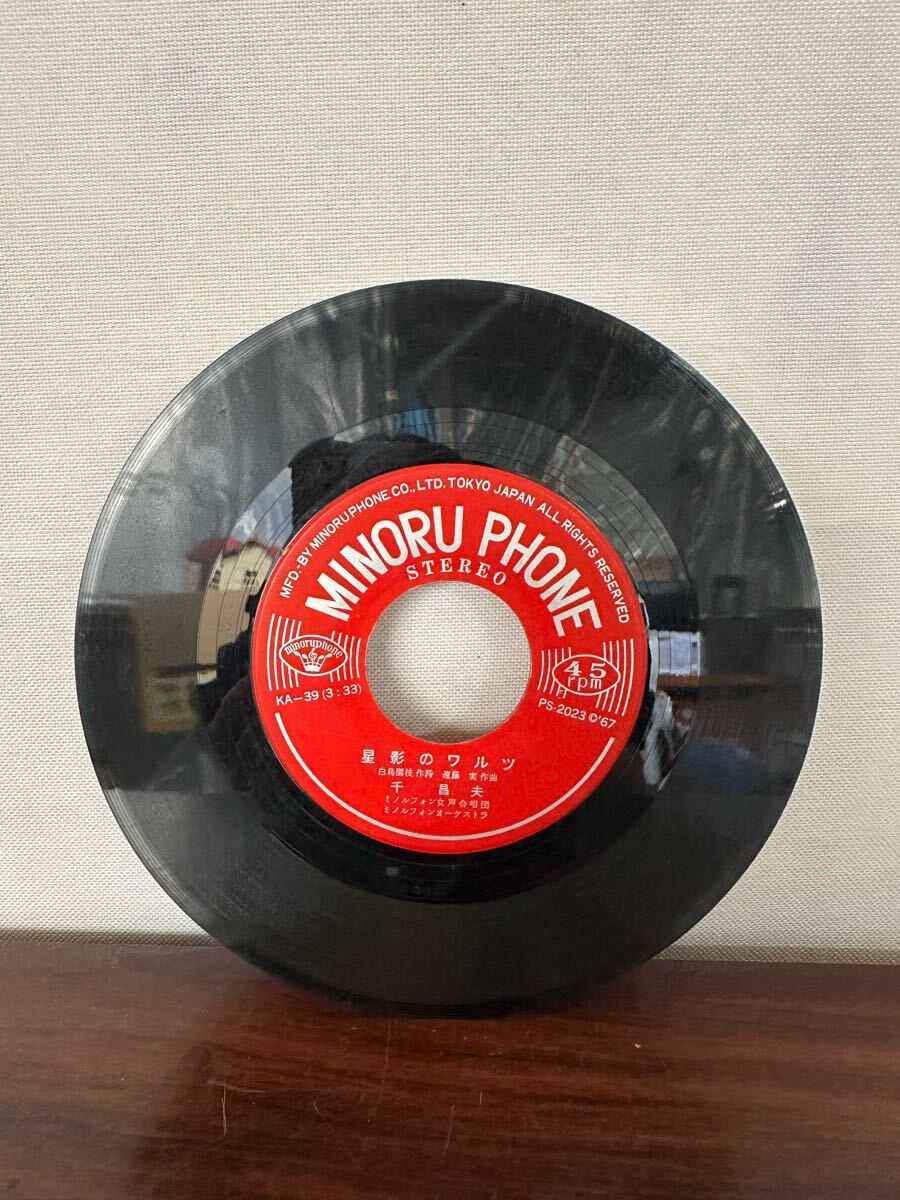 MFD.-BY MINORUPHONE CO., LTD. TOKYO JAPAN ALL RIGHTS RESERVED
MINORU PHONE
STEREO
minoruphone
45
rpm
KA-39 (3:33)
PS-2023 ©'67
星影のワルツ
白鳥園枝 作詩 遠藤 実 作曲
千 昌夫
ミノルフォン女声合唱団
ミノルフォンオーケストラ